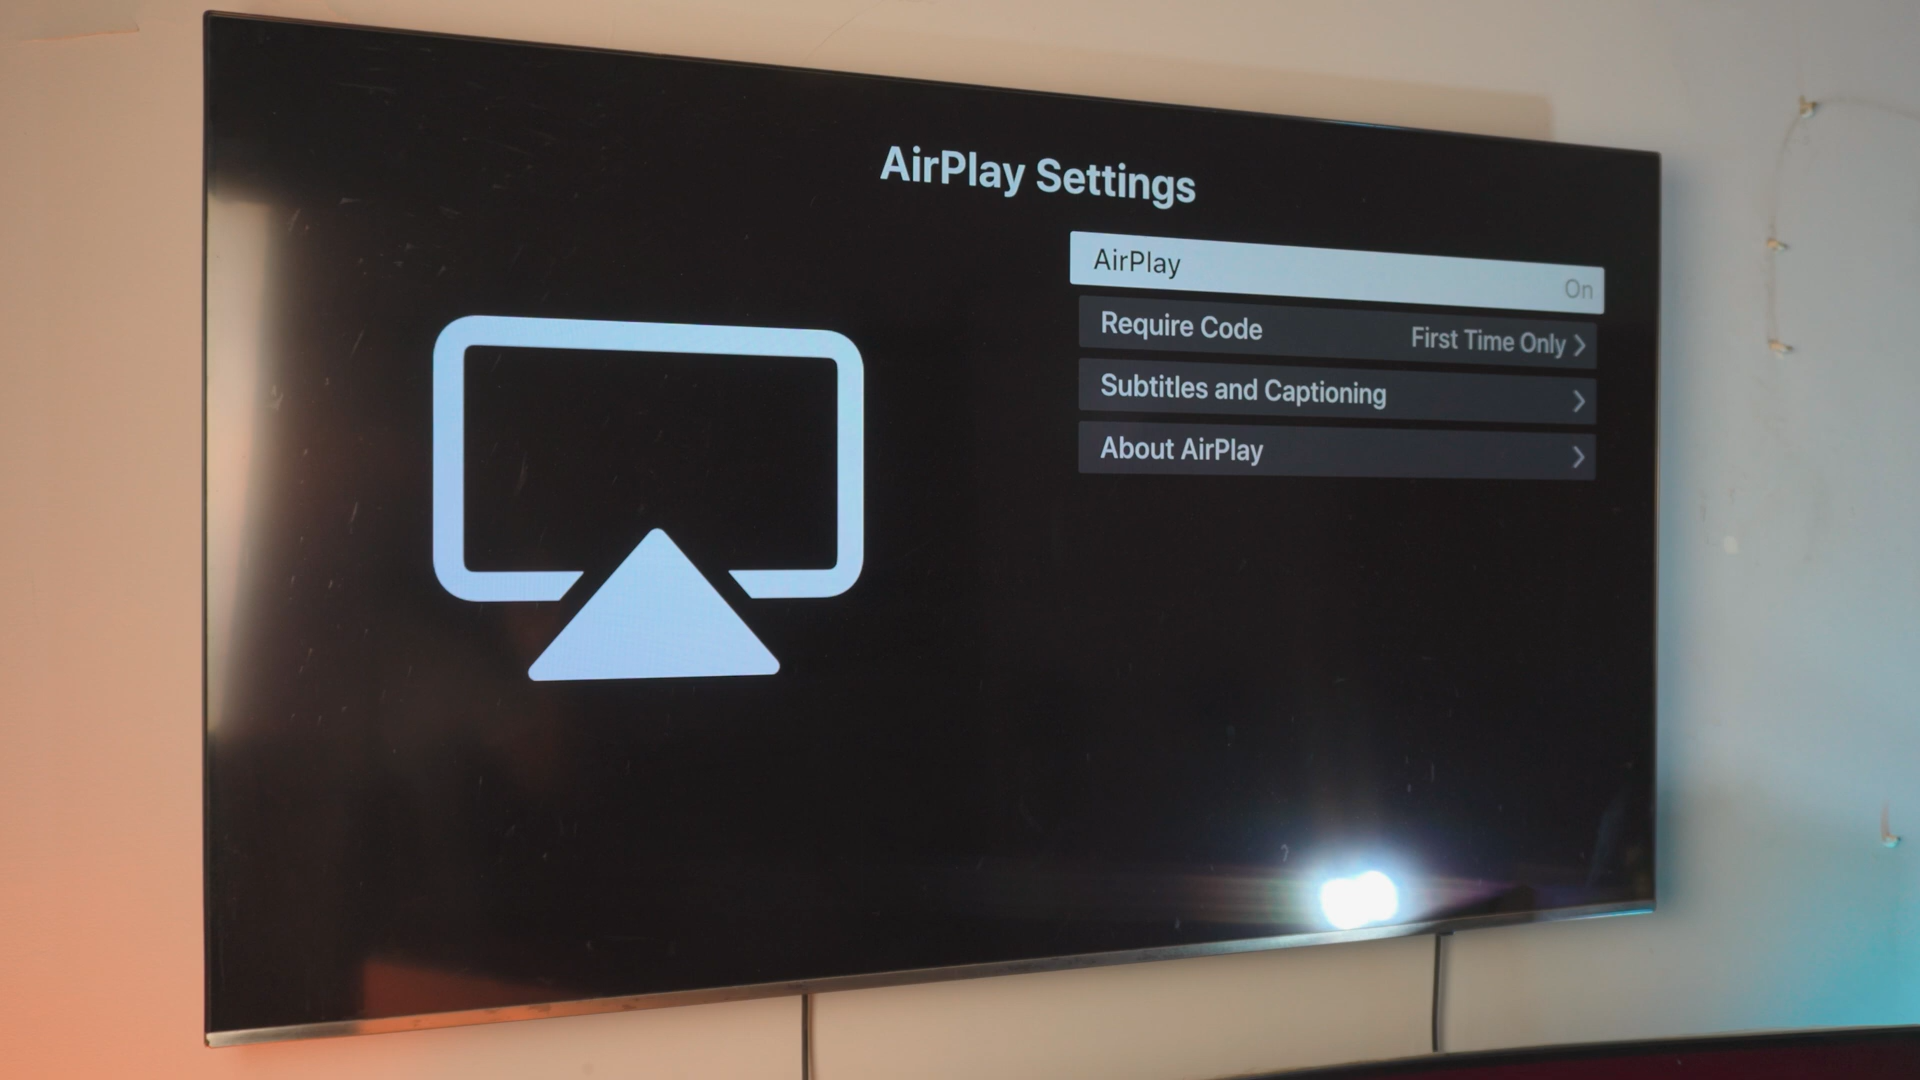 AirPlay Settings
AirPlay On
Require Code First Time Only
Subtitles and Captioning
About AirPlay